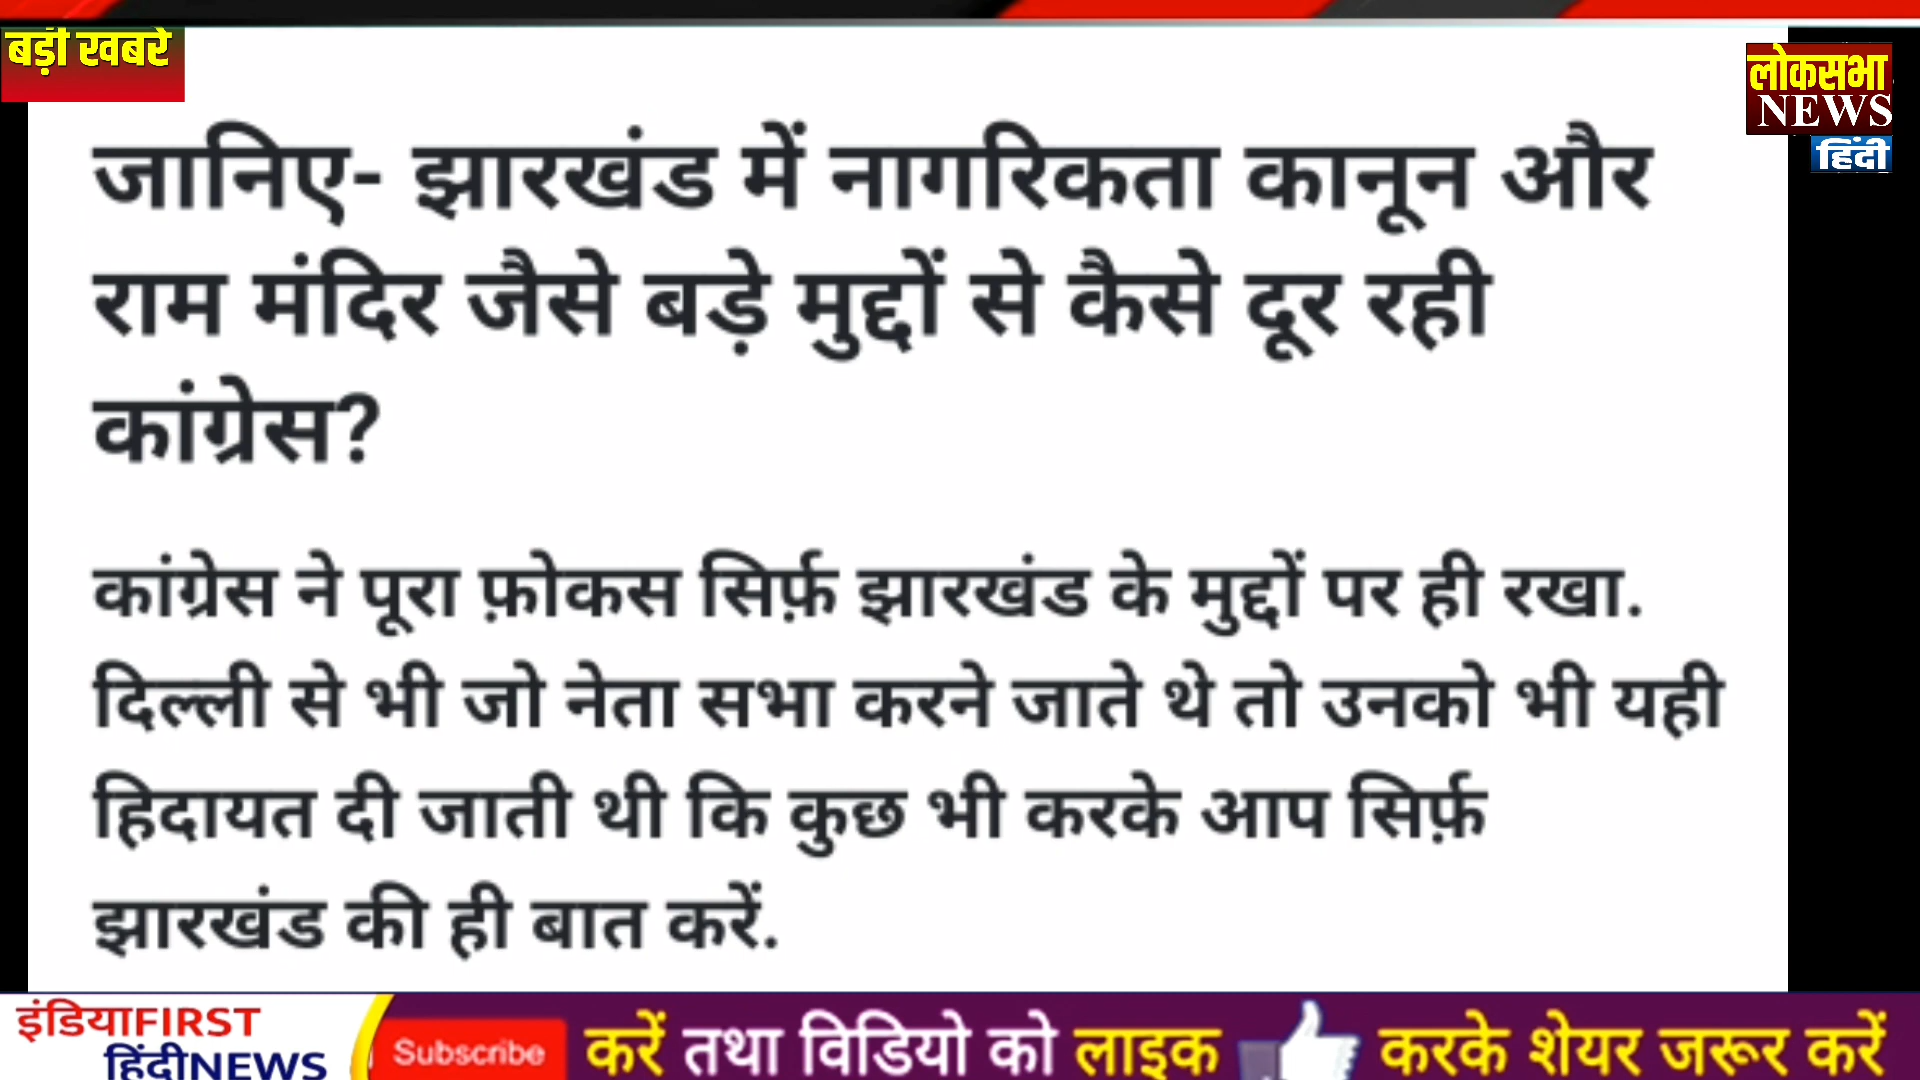 बड़ी खबरे
लोकसभा
NEWS
हिंदी
जानिए- झारखंड में नागरिकता कानून और
राम मंदिर जैसे बड़े मुद्दों से कैसे दूर रही
कांग्रेस?
कांग्रेस ने पूरा फ़ोकस सिर्फ़ झारखंड के मुद्दों पर ही रखा.
दिल्ली से भी जो नेता सभा करने जाते थे तो उनको भी यही
हिदायत दी जाती थी कि कुछ भी करके आप सिर्फ़
झारखंड की ही बात करें.
इंडियाFIRST
हिंदीNEWS
Subscribe करें तथा विडियो को लाइक करके शेयर जरूर करें